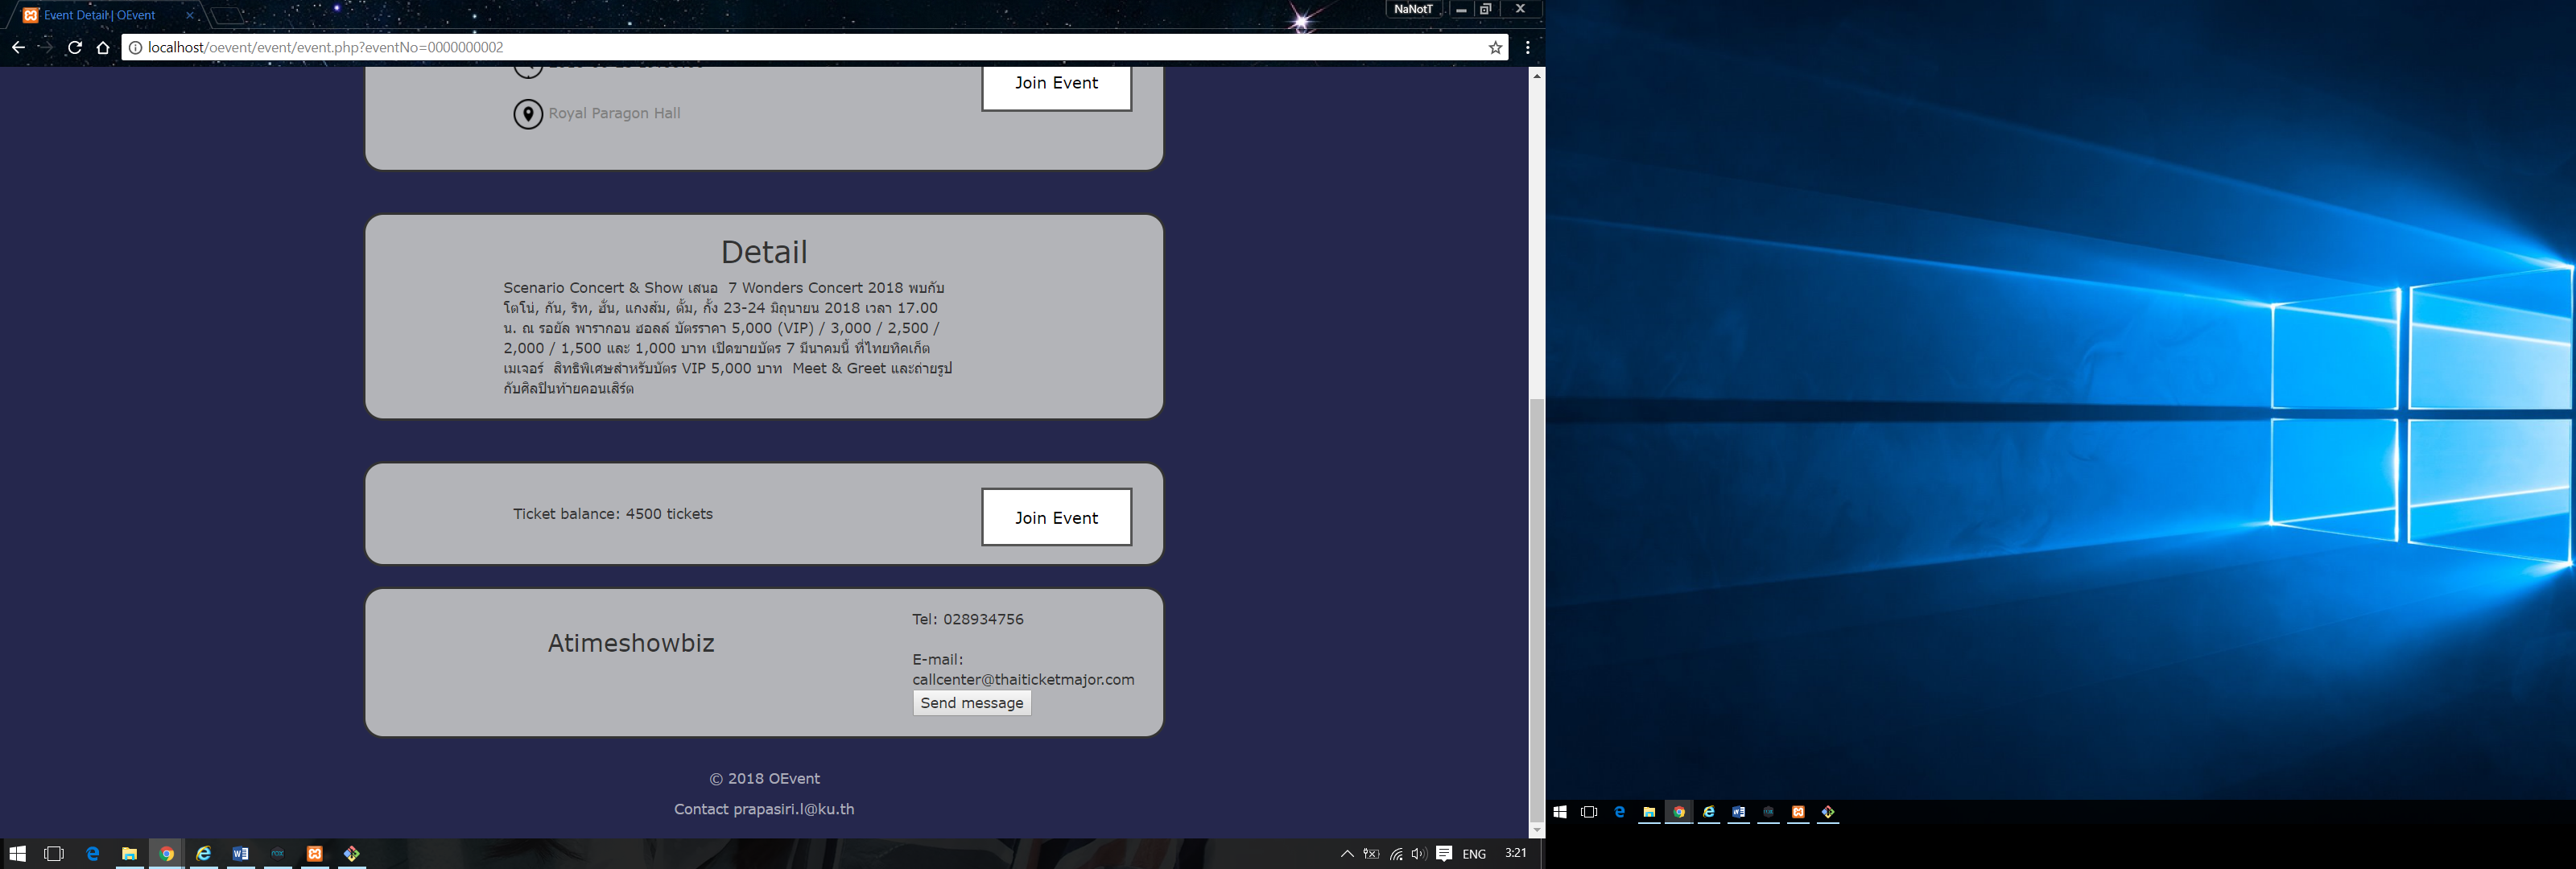 Event Detail | OEvent
NaNotT
localhost/oevent/event/event.php?eventNo=0000000002
Join Event
Royal Paragon Hall
Detail
Scenario Concert & Show เสนอ  7 Wonders Concert 2018 พบกับ
โตโน่, กัน, ริท, ฮั่น, แกงส้ม, ตั้ม, กั้ง 23-24 มิถุนายน 2018 เวลา 17.00
น. ณ รอยัล พารากอน ฮอลล์ บัตรราคา 5,000 (VIP) / 3,000 / 2,500 /
2,000 / 1,500 และ 1,000 บาท เปิดขายบัตร 7 มีนาคมนี้ ที่ไทยทิคเก็ต
เมเจอร์  สิทธิพิเศษสำหรับบัตร VIP 5,000 บาท  Meet & Greet และถ่ายรูป
กับศิลปินท้ายคอนเสิร์ต
Ticket balance: 4500 tickets
Join Event
Atimeshowbiz
Tel: 028934756
E-mail:
callcenter@thaiticketmajor.com
Send message
© 2018 OEvent
Contact prapasiri.l@ku.th
ENG
3:21